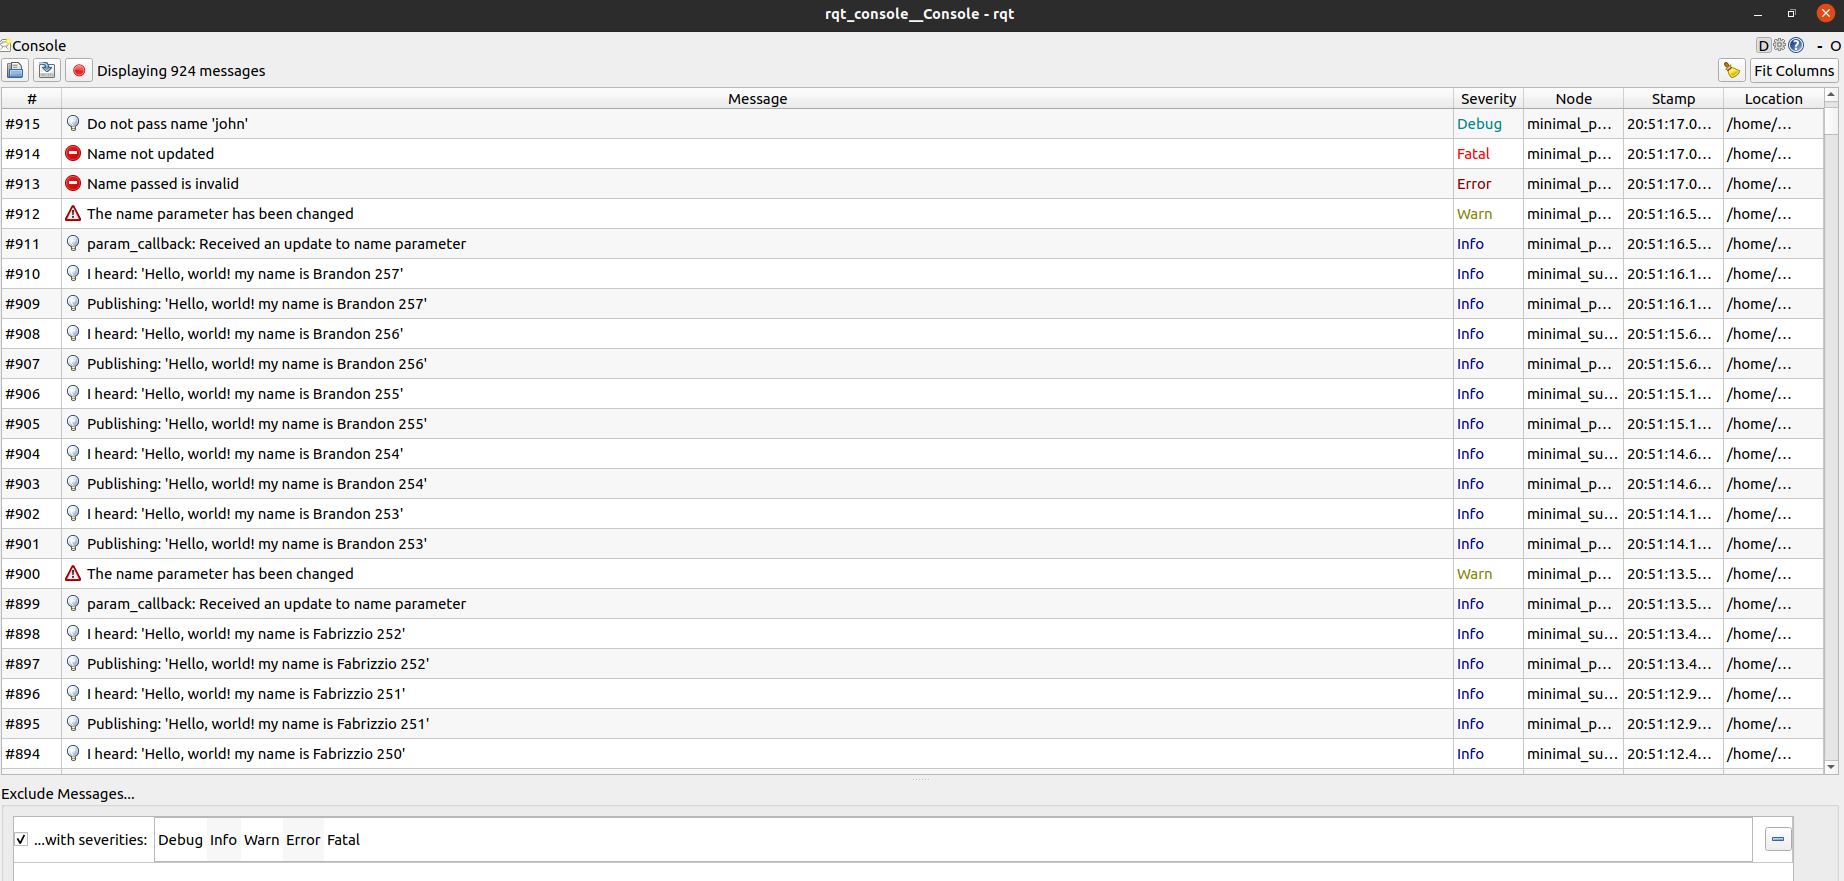 rqt_console__Console - rqt
Console D - O
Displaying 924 messages Fit Columns
# Message Severity Node Stamp Location
#915 Do not pass name 'john' Debug minimal_p... 20:51:17.0... /home/...
#914 Name not updated Fatal minimal_p... 20:51:17.0... /home/...
#913 Name passed is invalid Error minimal_p... 20:51:17.0... /home/...
#912 The name parameter has been changed Warn minimal_p... 20:51:16.5... /home/...
#911 param_callback: Received an update to name parameter Info minimal_p... 20:51:16.5... /home/...
#910 I heard: 'Hello, world! my name is Brandon 257' Info minimal_su... 20:51:16.1... /home/...
#909 Publishing: 'Hello, world! my name is Brandon 257' Info minimal_p... 20:51:16.1... /home/...
#908 I heard: 'Hello, world! my name is Brandon 256' Info minimal_su... 20:51:15.6... /home/...
#907 Publishing: 'Hello, world! my name is Brandon 256' Info minimal_p... 20:51:15.6... /home/...
#906 I heard: 'Hello, world! my name is Brandon 255' Info minimal_su... 20:51:15.1... /home/...
#905 Publishing: 'Hello, world! my name is Brandon 255' Info minimal_p... 20:51:15.1... /home/...
#904 I heard: 'Hello, world! my name is Brandon 254' Info minimal_su... 20:51:14.6... /home/...
#903 Publishing: 'Hello, world! my name is Brandon 254' Info minimal_p... 20:51:14.6... /home/...
#902 I heard: 'Hello, world! my name is Brandon 253' Info minimal_su... 20:51:14.1... /home/...
#901 Publishing: 'Hello, world! my name is Brandon 253' Info minimal_p... 20:51:14.1... /home/...
#900 The name parameter has been changed Warn minimal_p... 20:51:13.5... /home/...
#899 param_callback: Received an update to name parameter Info minimal_p... 20:51:13.5... /home/...
#898 I heard: 'Hello, world! my name is Fabrizzio 252' Info minimal_su... 20:51:13.4... /home/...
#897 Publishing: 'Hello, world! my name is Fabrizzio 252' Info minimal_p... 20:51:13.4... /home/...
#896 I heard: 'Hello, world! my name is Fabrizzio 251' Info minimal_su... 20:51:12.9... /home/...
#895 Publishing: 'Hello, world! my name is Fabrizzio 251' Info minimal_p... 20:51:12.9... /home/...
#894 I heard: 'Hello, world! my name is Fabrizzio 250' Info minimal_su... 20:51:12.4... /home/...
Exclude Messages...
...with severities: Debug Info Warn Error Fatal